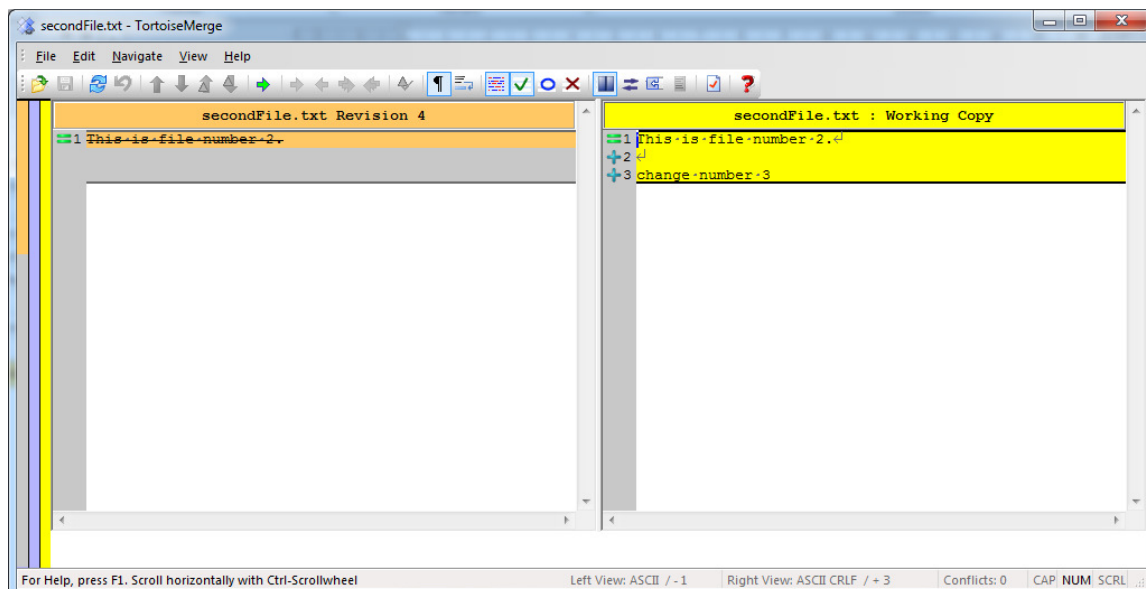 secondFile.txt - TortoiseMerge
File Edit Navigate View Help
secondFile.txt Revision 4
1 This·is·file·number·2.
secondFile.txt : Working Copy
1 This·is·file·number·2.↵
2 ↵
3 change·number·3
For Help, press F1. Scroll horizontally with Ctrl-Scrollwheel Left View: ASCII / - 1 Right View: ASCII CRLF / + 3 Conflicts: 0 CAP NUM SCRL